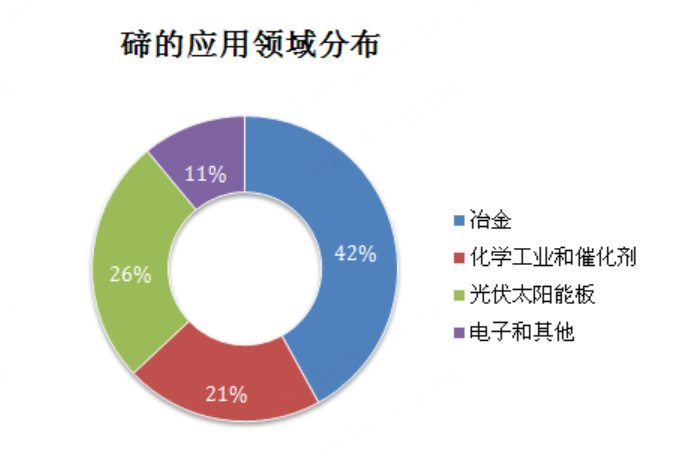 碲的应用领域分布
11%
42%
26%
21%
冶金
化学工业和催化剂
光伏太阳能板
电子和其他